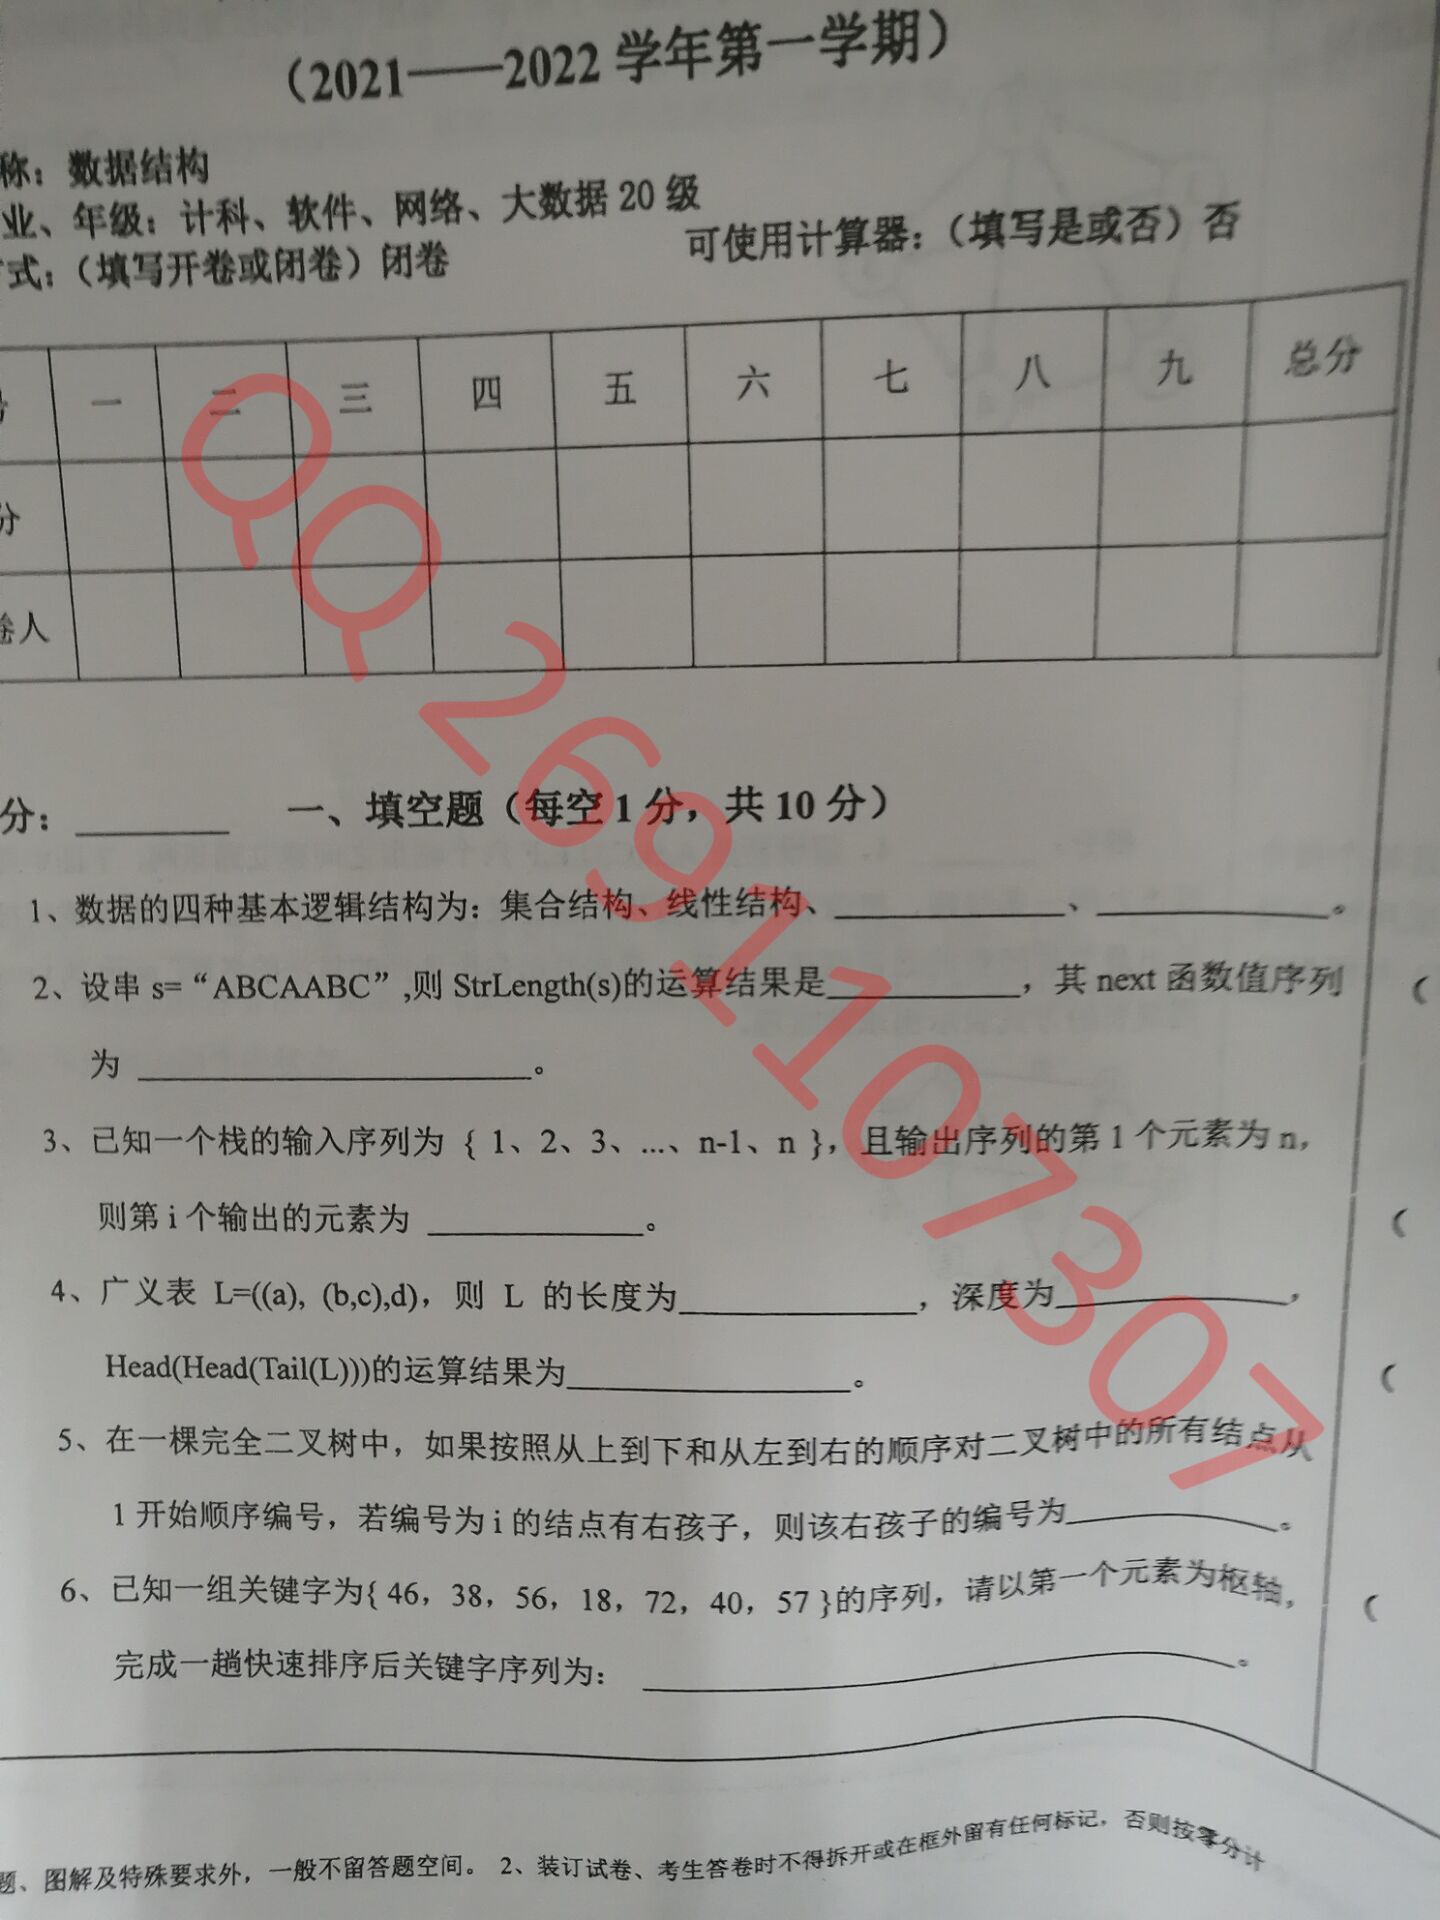 （2021——2022 学年第一学期）
称：数据结构
业、年级：计科、软件、网络、大数据 20 级
式：（填写开卷或闭卷）闭卷
可使用计算器：（填写是或否）否
一 二 三 四 五 六 七 八 九 总分
分
卷人
分：________
一、填空题（每空 1 分，共 10 分）
1、数据的四种基本逻辑结构为：集合结构、线性结构、____________、____________。
2、设串 s=“ABCAABC”,则 StrLength(s)的运算结果是__________，其 next 函数值序列
为 ____________________。
3、已知一个栈的输入序列为｛ 1、2、3、...、n-1、n ｝，且输出序列的第 1 个元素为 n，
则第 i 个输出的元素为 ___________。
4、广义表 L=((a), (b,c),d)，则 L 的长度为____________，深度为____________，
Head(Head(Tail(L)))的运算结果为______________。
5、在一棵完全二叉树中，如果按照从上到下和从左到右的顺序对二叉树中的所有结点从
1 开始顺序编号，若编号为 i 的结点有右孩子，则该右孩子的编号为___________。
6、已知一组关键字为{ 46，38，56，18，72，40，57 }的序列，请以第一个元素为枢轴，
完成一趟快速排序后关键字序列为： ______________________________。
题、图解及特殊要求外，一般不留答题空间。 2、装订试卷、考生答卷时不得拆开或在框外留有任何标记，否则按零分计
（
（
（
（
QQ 2691107307